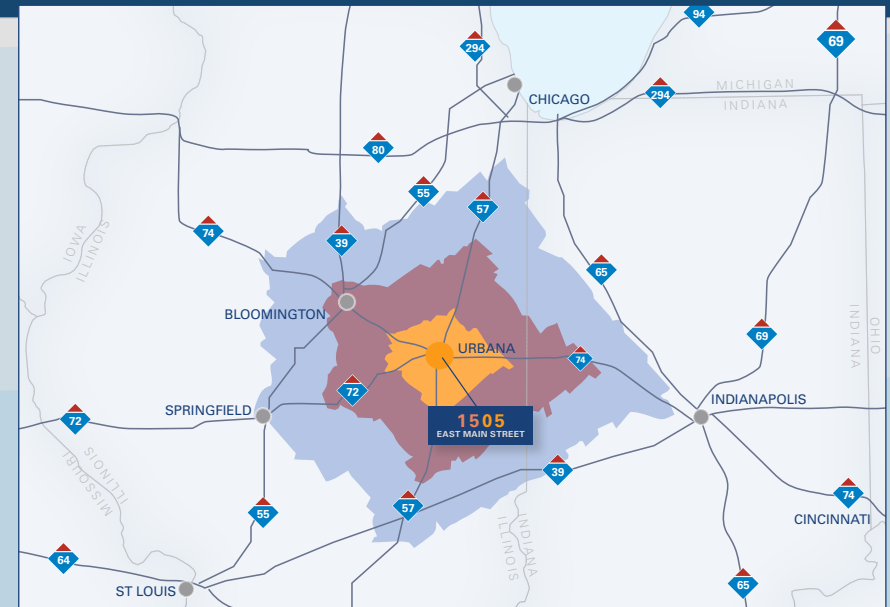 94
294
69
CHICAGO
294
MICHIGAN
INDIANA
80
55
57
74
39
IOWA
ILLINOIS
65
BLOOMINGTON
URBANA
69
INDIANA
OHIO
74
72
INDIANAPOLIS
SPRINGFIELD
72
1505
EAST MAIN STREET
39
ILLINOIS
MISSOURI
74
CINCINNATI
57
55
ILLINOIS
INDIANA
64
65
ST LOUIS